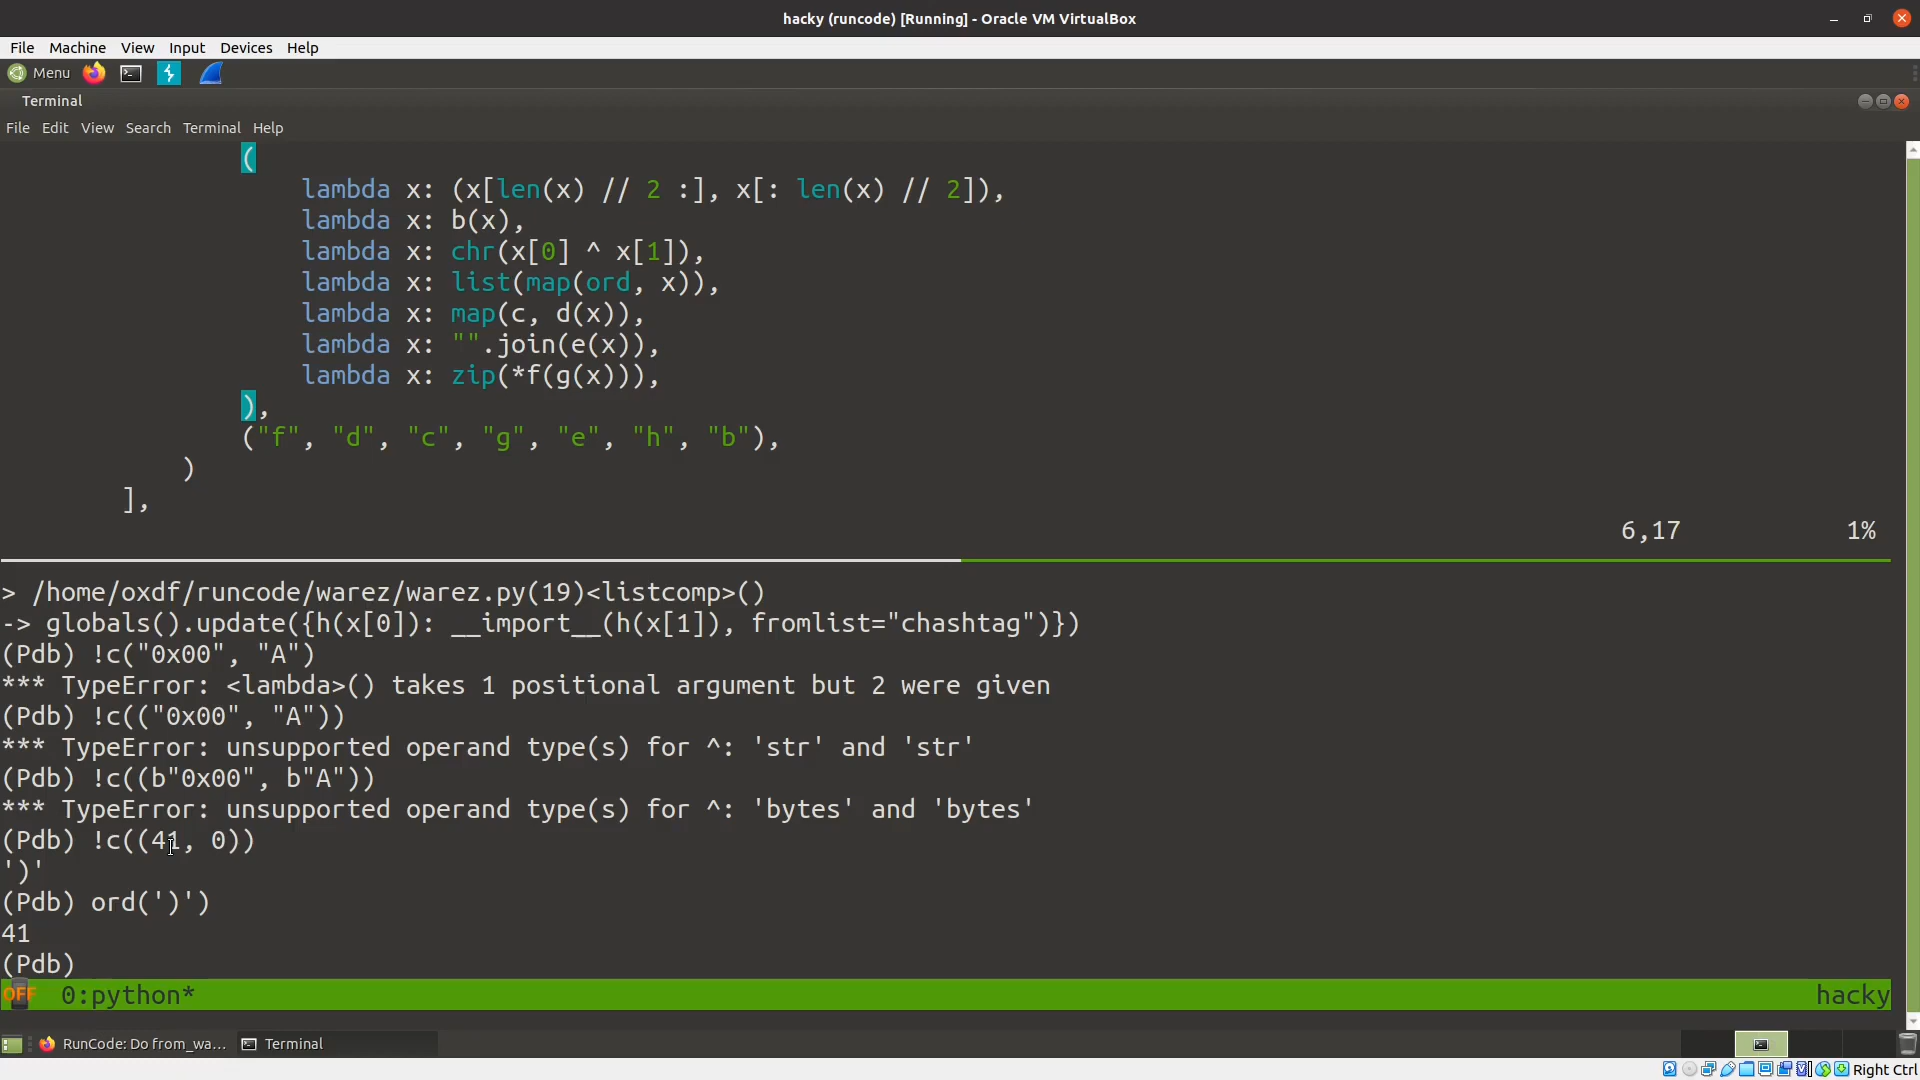 hacky (runcode) [Running] - Oracle VM VirtualBox
File Machine View Input Devices Help
Menu
Terminal
File Edit View Search Terminal Help
(
lambda x: (x[len(x) // 2 :], x[: len(x) // 2]),
lambda x: b(x),
lambda x: chr(x[0] ^ x[1]),
lambda x: list(map(ord, x)),
lambda x: map(c, d(x)),
lambda x: "".join(e(x)),
lambda x: zip(*f(g(x))),
),
("f", "d", "c", "g", "e", "h", "b"),
)
],
6,17 1%
> /home/oxdf/runcode/warez/warez.py(19)<listcomp>()
-> globals().update({h(x[0]): __import__(h(x[1]), fromlist="chashtag")})
(Pdb) !c("0x00", "A")
*** TypeError: <lambda>() takes 1 positional argument but 2 were given
(Pdb) !c(("0x00", "A"))
*** TypeError: unsupported operand type(s) for ^: 'str' and 'str'
(Pdb) !c((b"0x00", b"A"))
*** TypeError: unsupported operand type(s) for ^: 'bytes' and 'bytes'
(Pdb) !c((41, 0))
')'
(Pdb) ord(')')
41
(Pdb)
OFF 0:python* hacky
RunCode: Do from_wa... Terminal
Right Ctrl